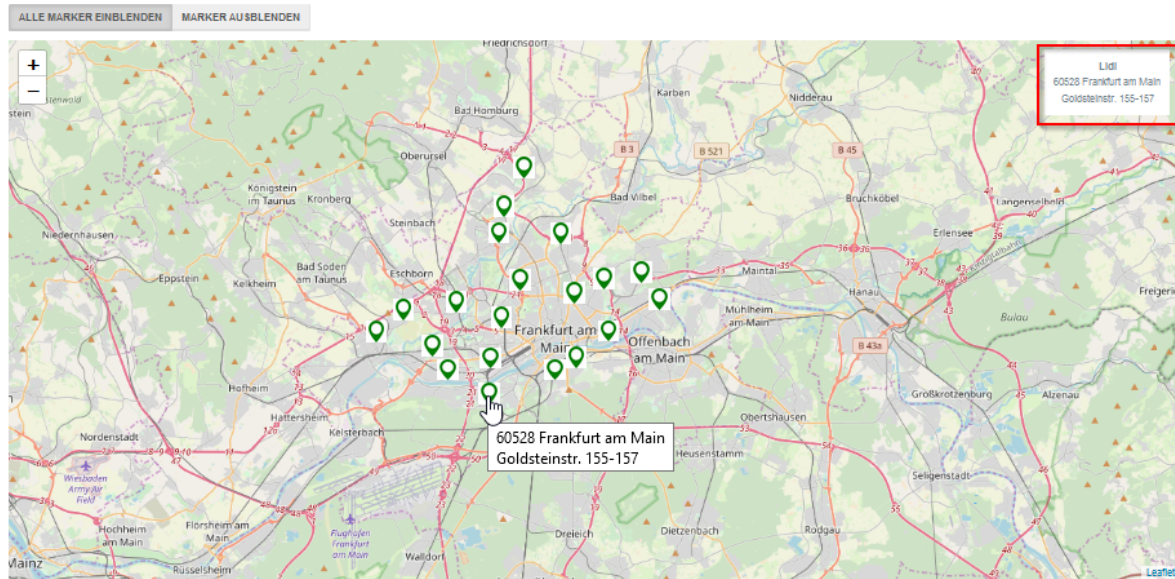 ALLE MARKER EINBLENDEN MARKER AUSBLENDEN
+
−
Lidl
60528 Frankfurt am Main
Goldsteinstr. 155-157
Friedrichsdorf
Karben
Nidderau
Bad Homburg
B 3
B 521
B 45
Oberursel
Königstein
im Taunus
Kronberg
Bad Vilbel
Bruchköbel
Langenselbold
Steinbach
Niedernhausen
Erlensee
Eppstein
Kelkheim
Bad Soden
am Taunus
Eschborn
Maintal
Hanau
Mühlheim
am Main
Bulau
Frankfurt am
Main
Offenbach
am Main
B 43a
Hofheim
Großkrotzenburg
Alzenau
Hattersheim
Kelsterbach
Obertshausen
Nordenstadt
60528 Frankfurt am Main
Goldsteinstr. 155-157
Heusenstamm
Seligenstadt
Wiesbaden
Army Air
Field
Hochheim
am Main
Flörsheim am
Main
Flughafen
Frankfurt
am Main
Dreieich
Dietzenbach
Rodgau
Walldorf
Mainz
Rüsselsheim